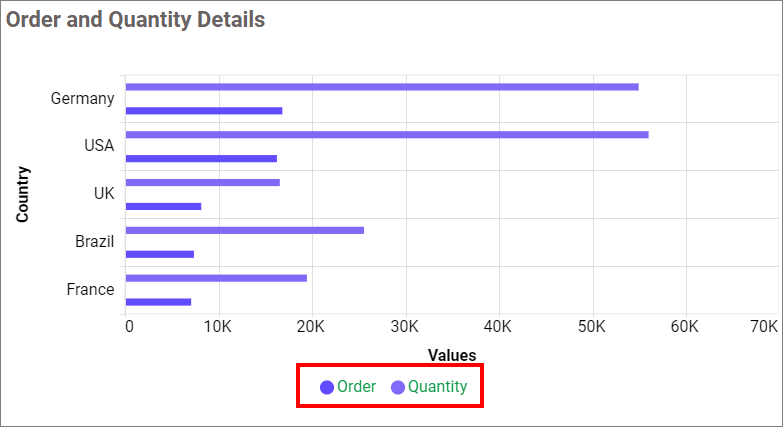 Order and Quantity Details
Country
Germany
USA
UK
Brazil
France
0 10K 20K 30K 40K 50K 60K 70K
Values
Order Quantity